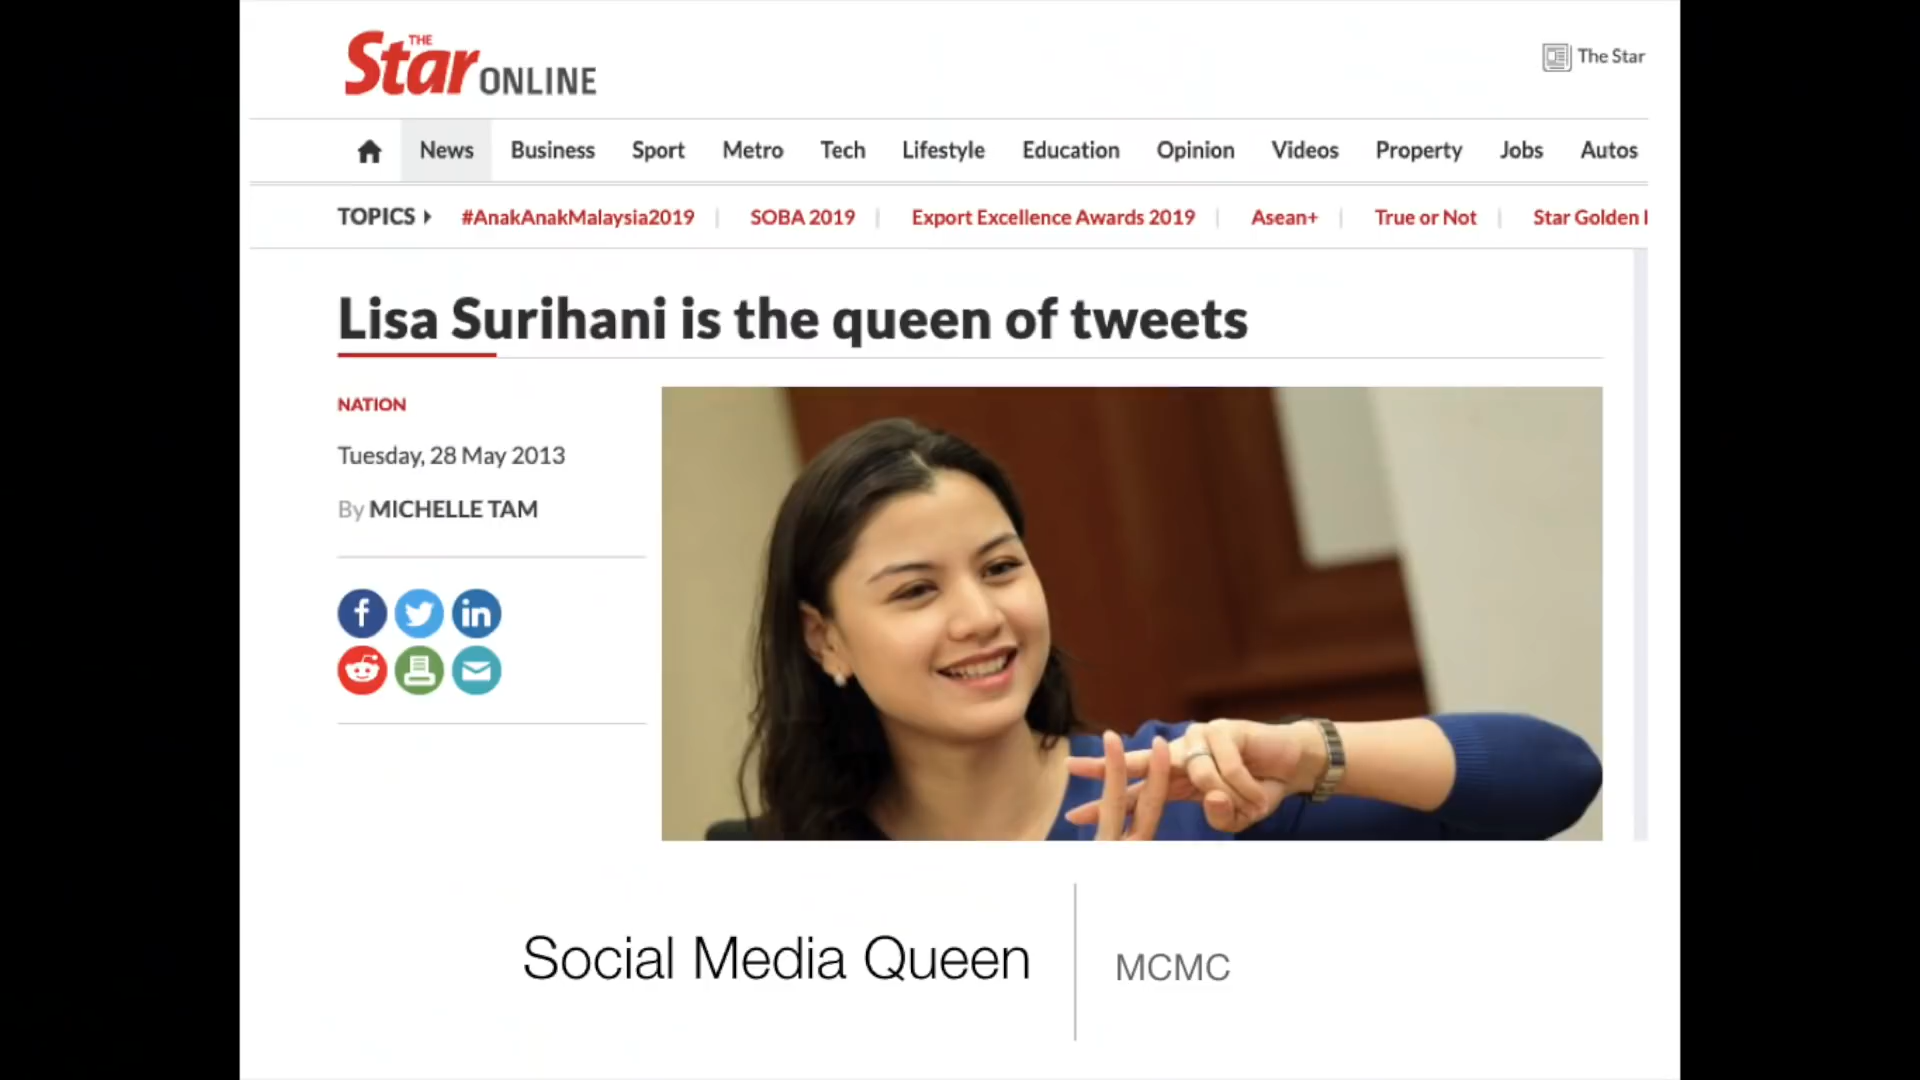 THE Star ONLINE
The Star
News Business Sport Metro Tech Lifestyle Education Opinion Videos Property Jobs Autos
TOPICS #AnakAnakMalaysia2019 SOBA 2019 Export Excellence Awards 2019 Asean+ True or Not Star Golden
Lisa Surihani is the queen of tweets
NATION
Tuesday, 28 May 2013
By MICHELLE TAM
Social Media Queen
MCMC